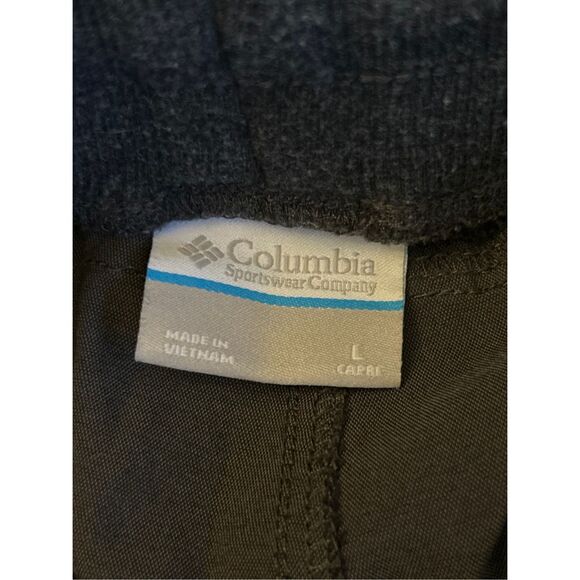 Columbia
Sportswear Company
MADE IN
VIETNAM
L
CAPRI